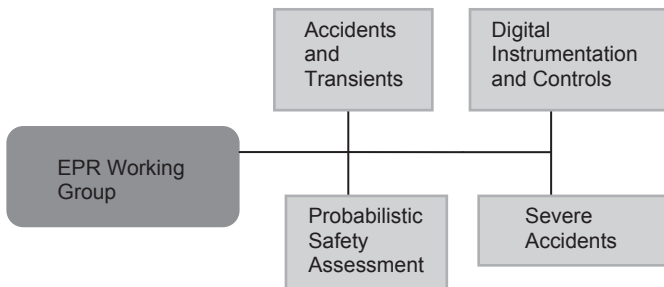 Accidents
and
Transients
Digital
Instrumentation
and Controls
EPR Working
Group
Probabilistic
Safety
Assessment
Severe
Accidents